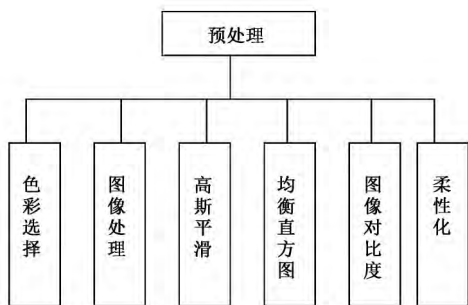 预处理
色彩选择
图像处理
高斯平滑
均衡直方图
图像对比度
柔性化